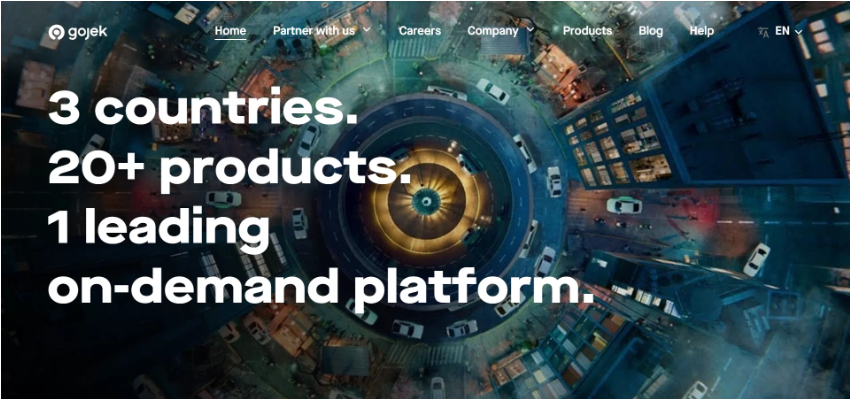 gojek
Home Partner with us Careers Company Products Blog Help EN
3 countries.
20+ products.
1 leading
on-demand platform.